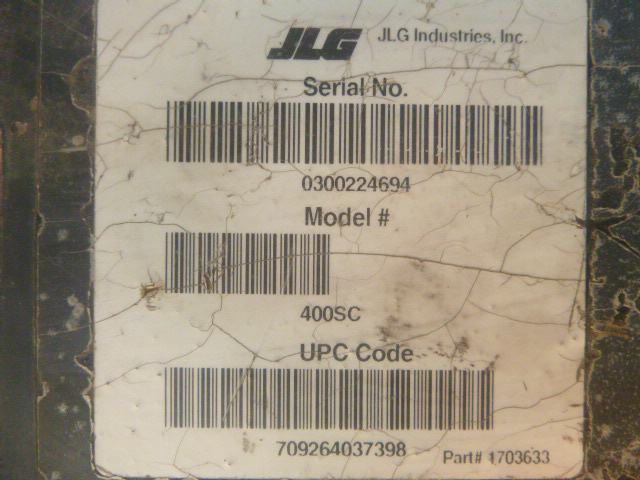 JLG JLG Industries, Inc.
Serial No.
0300224694
Model #
400SC
UPC Code
709264037398
Part# 1703633